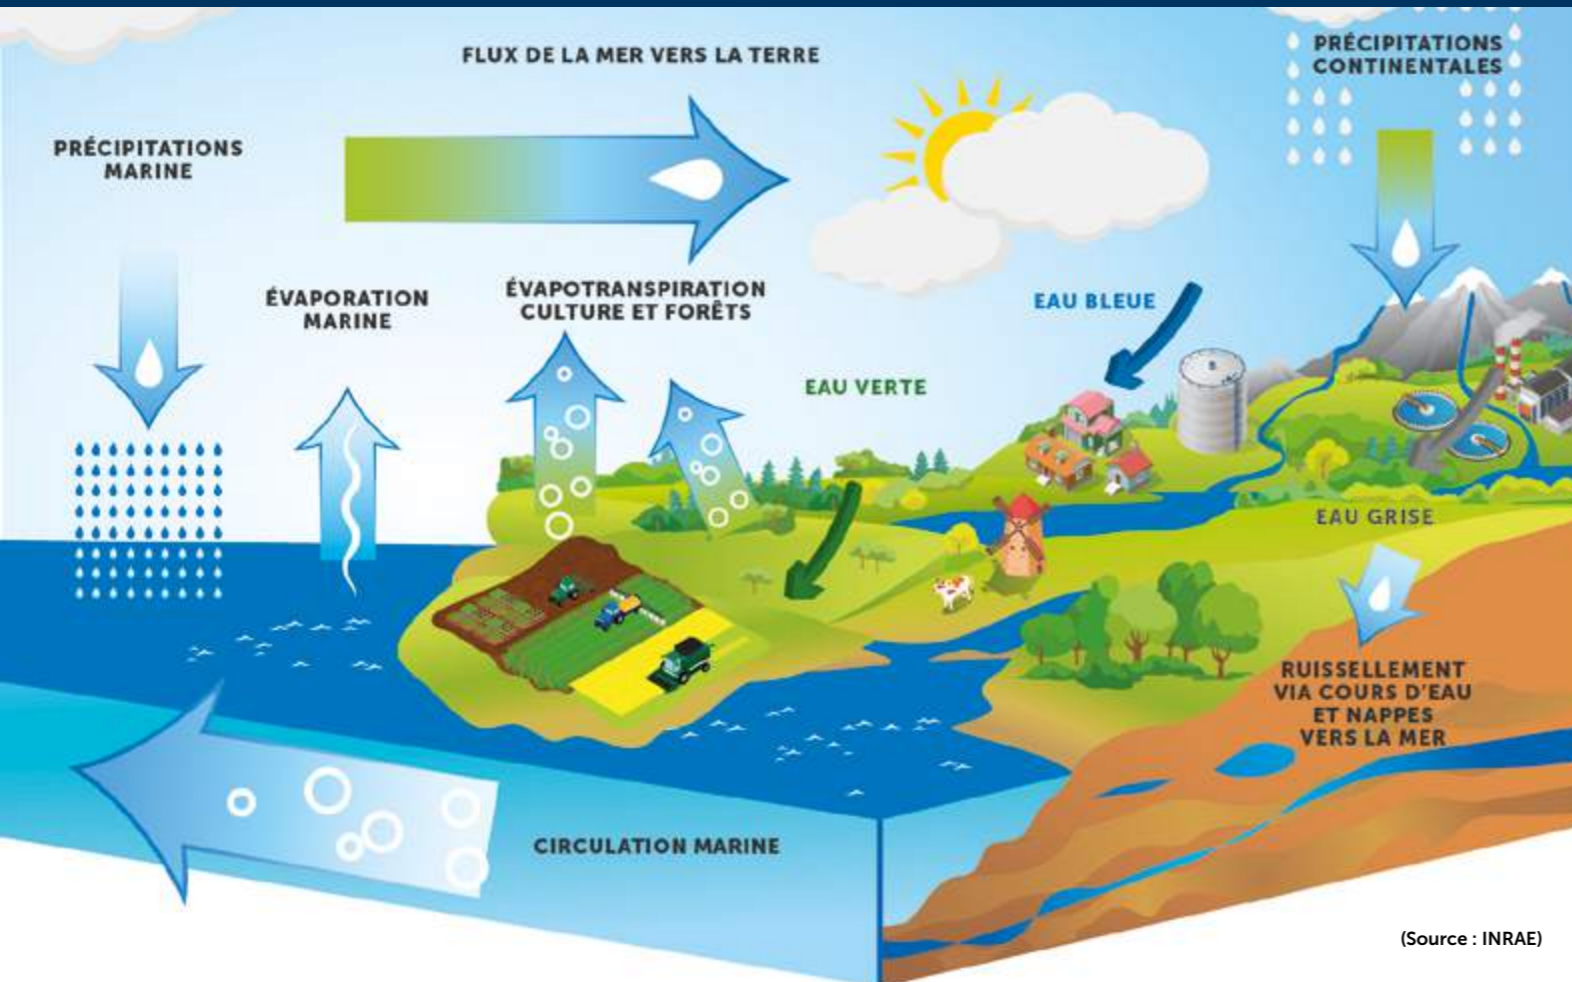 FLUX DE LA MER VERS LA TERRE
PRÉCIPITATIONS
CONTINENTALES
PRÉCIPITATIONS
MARINE
ÉVAPORATION
MARINE
ÉVAPOTRANSPIRATION
CULTURE ET FORÊTS
EAU BLEUE
EAU VERTE
EAU GRISE
RUISSELLEMENT
VIA COURS D'EAU
ET NAPPES
VERS LA MER
CIRCULATION MARINE
(Source : INRAE)